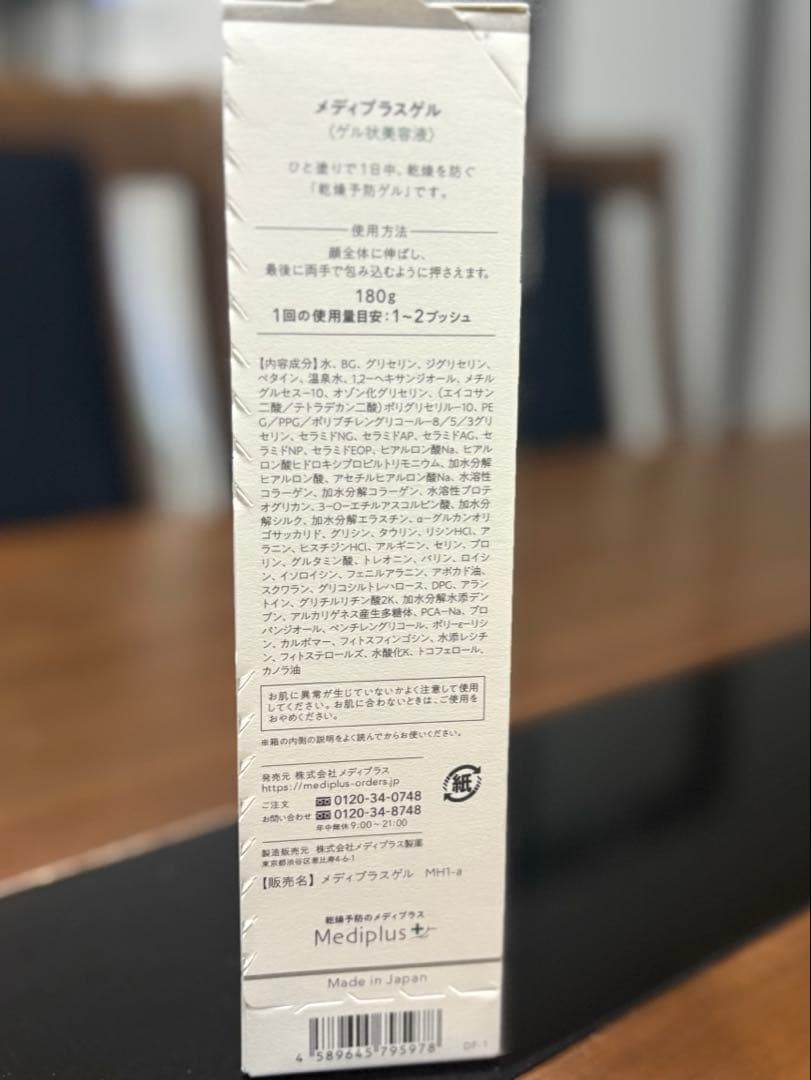 メディプラスゲル
〈ゲル状美容液〉
ひと塗りで1日中、乾燥を防ぐ
「乾燥予防ゲル」です。
使用方法
顔全体に伸ばし、
最後に両手で包み込むように押さえます。
180g
1回の使用量目安：1〜2プッシュ
【内容成分】水、BG、グリセリン、ジグリセリン、
ベタイン、温泉水、1,2−ヘキサンジオール、メチル
グルセス−10、オゾン化グリセリン、(エイコサン
二酸／テトラデカン二酸)ポリグリセリル−10、PE
G／PPG／ポリブチレングリコール−8／5／3グリ
セリン、セラミドNG、セラミドAP、セラミドAG、セ
ラミドNP、セラミドEOP、ヒアルロン酸Na、ヒアル
ロン酸ヒドロキシプロピルトリモニウム、加水分解
ヒアルロン酸、アセチルヒアルロン酸Na、水溶性
コラーゲン、加水分解コラーゲン、水溶性プロテ
オグリカン、3−O−エチルアスコルビン酸、加水分
解シルク、加水分解エラスチン、α−グルカンオリ
ゴサッカリド、グリシン、タウリン、リシンHCl、ア
ラニン、ヒスチジンHCl、アルギニン、セリン、プロ
リン、グルタミン酸、トレオニン、バリン、ロイシ
ン、イソロイシン、フェニルアラニン、アボカド油、
スクワラン、グリコシルトレハロース、DPG、アラン
トイン、グリチルリチン酸2K、加水分解水添デン
プン、アルカリゲネス産生多糖体、PCA−Na、プロ
パンジオール、ペンチレングリコール、ポリ−ε−リシ
ン、カルボマー、フィトスフィンゴシン、水添レシチ
ン、フィトステロールズ、水酸化K、トコフェロール、
カノラ油
お肌に異常が生じていないかよく注意して使用
してください。お肌に合わないときは、ご使用を
おやめください。
※箱の内側の説明をよく読んでからお使いください。
発売元 株式会社メディプラス
https://mediplus-orders.jp
ご注文 0120-34-0748
お問い合わせ 0120-34-8748
年中無休 9:00〜21:00
紙
製造販売元 株式会社メディプラス製薬
東京都渋谷区恵比寿4-6-1
【販売名】メディプラスゲル MH1-a
乾燥予防のメディプラス
Mediplus
Made in Japan
4 589645 795978
DP-1